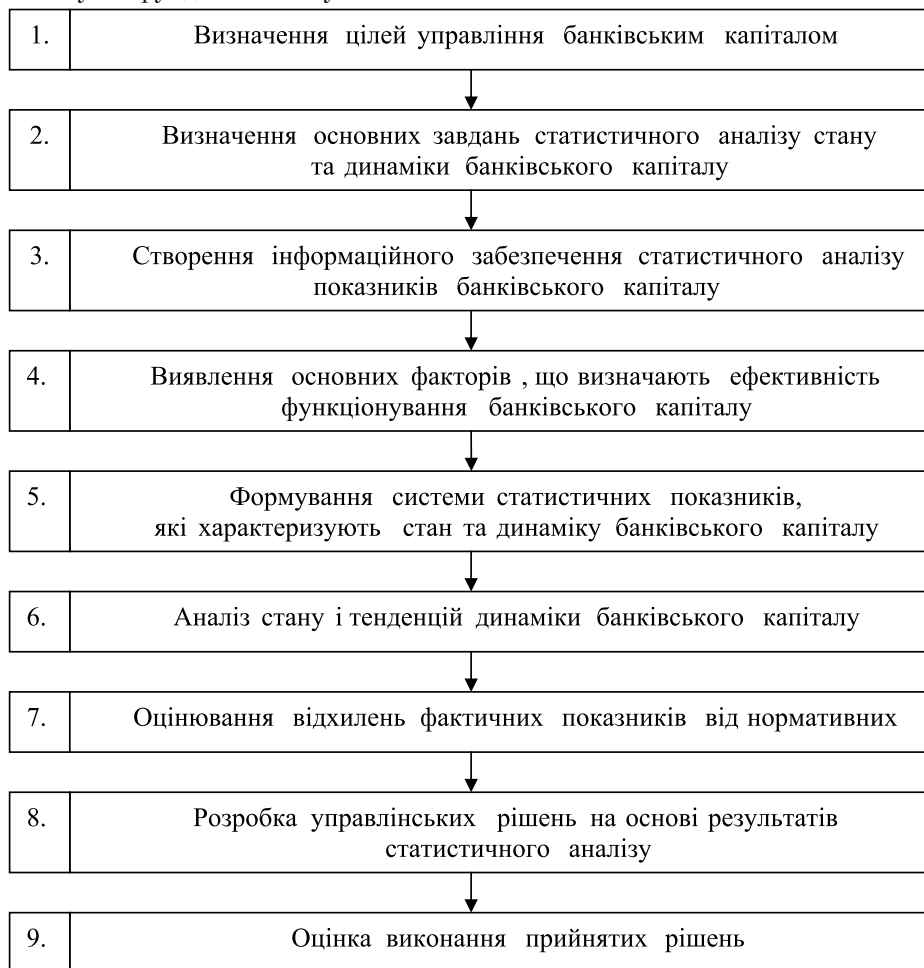 1. Визначення цілей управління банківським капіталом
2. Визначення основних завдань статистичного аналізу стану
та динаміки банківського капіталу
3. Створення інформаційного забезпечення статистичного аналізу
показників банківського капіталу
4. Виявлення основних факторів , що визначають ефективність
функціонування банківського капіталу
5. Формування системи статистичних показників,
які характеризують стан та динаміку банківського капіталу
6. Аналіз стану і тенденцій динаміки банківського капіталу
7. Оцінювання відхилень фактичних показників від нормативних
8. Розробка управлінських рішень на основі результатів
статистичного аналізу
9. Оцінка виконання прийнятих рішень